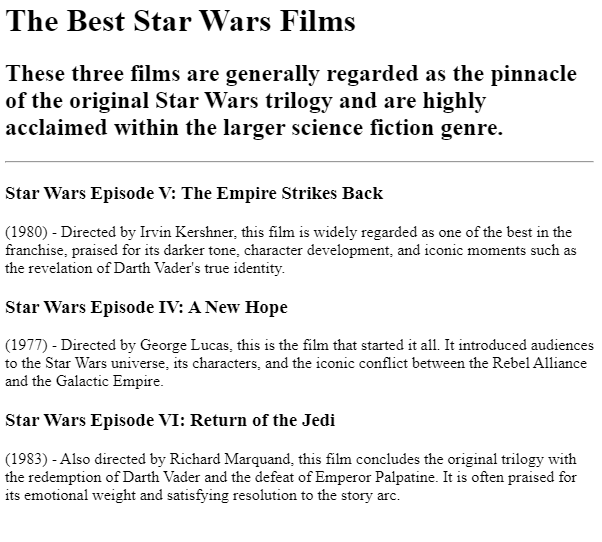 The Best Star Wars Films
These three films are generally regarded as the pinnacle
of the original Star Wars trilogy and are highly
acclaimed within the larger science fiction genre.
Star Wars Episode V: The Empire Strikes Back
(1980) - Directed by Irvin Kershner, this film is widely regarded as one of the best in the
franchise, praised for its darker tone, character development, and iconic moments such as
the revelation of Darth Vader's true identity.
Star Wars Episode IV: A New Hope
(1977) - Directed by George Lucas, this is the film that started it all. It introduced audiences
to the Star Wars universe, its characters, and the iconic conflict between the Rebel Alliance
and the Galactic Empire.
Star Wars Episode VI: Return of the Jedi
(1983) - Also directed by Richard Marquand, this film concludes the original trilogy with
the redemption of Darth Vader and the defeat of Emperor Palpatine. It is often praised for
its emotional weight and satisfying resolution to the story arc.